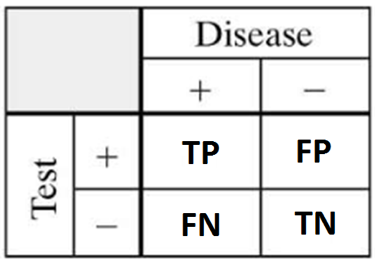 Disease
+ −
Test
+ TP FP
− FN TN